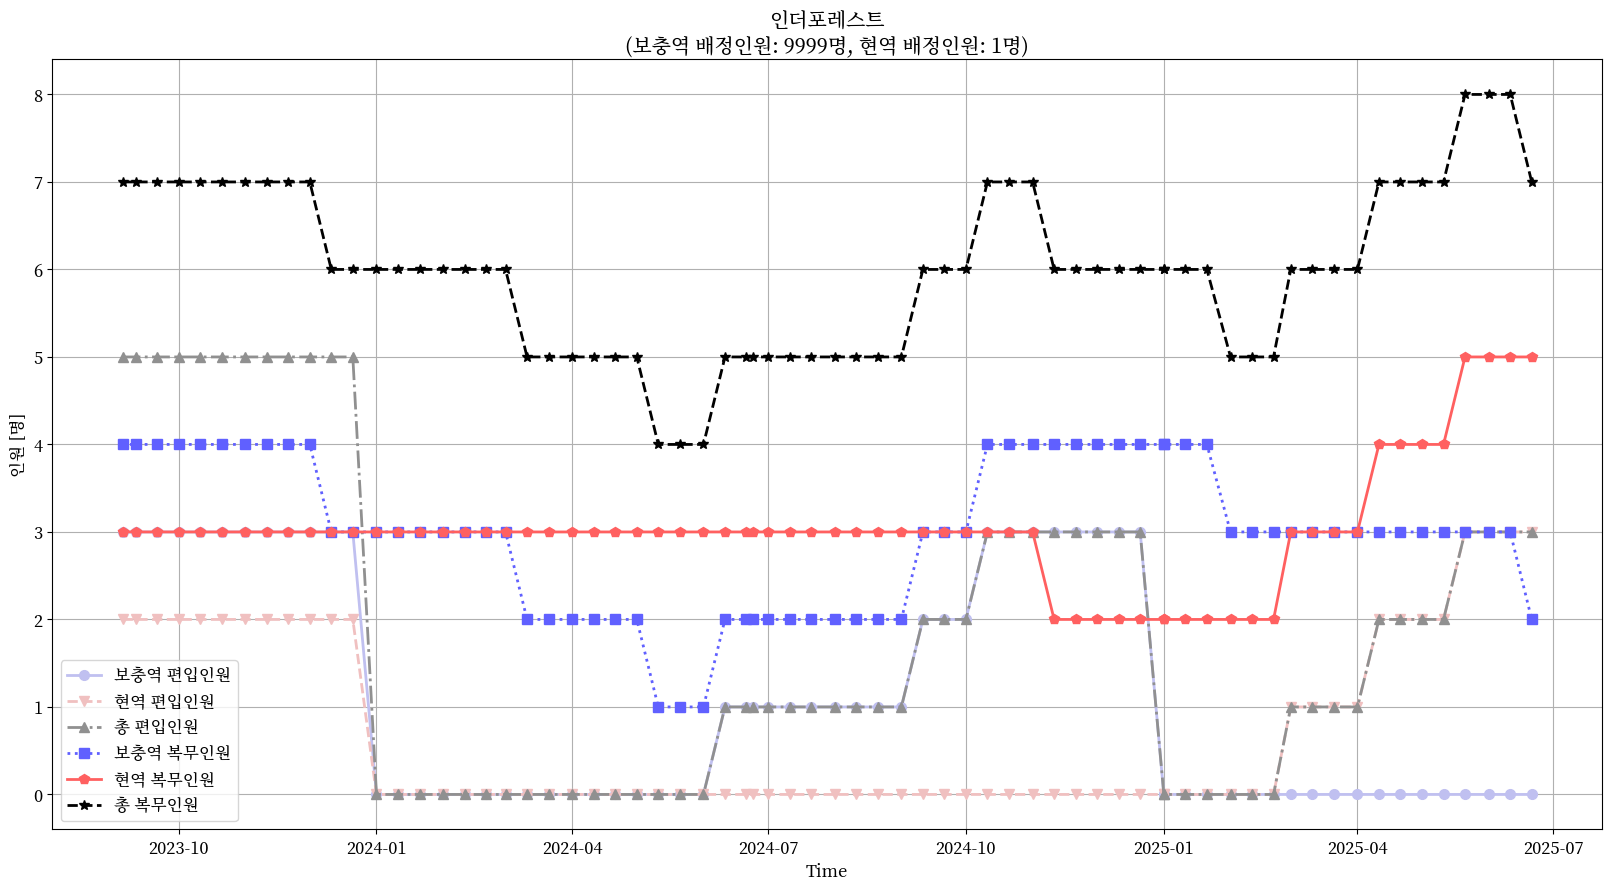 인더포레스트
(보충역 배정인원: 9999명, 현역 배정인원: 1명)
8
7
6
5
4
3
2
1
0
인원 [명]
보충역 편입인원
현역 편입인원
총 편입인원
보충역 복무인원
현역 복무인원
총 복무인원
2023-10 2024-01 2024-04 2024-07 2024-10 2025-01 2025-04 2025-07
Time